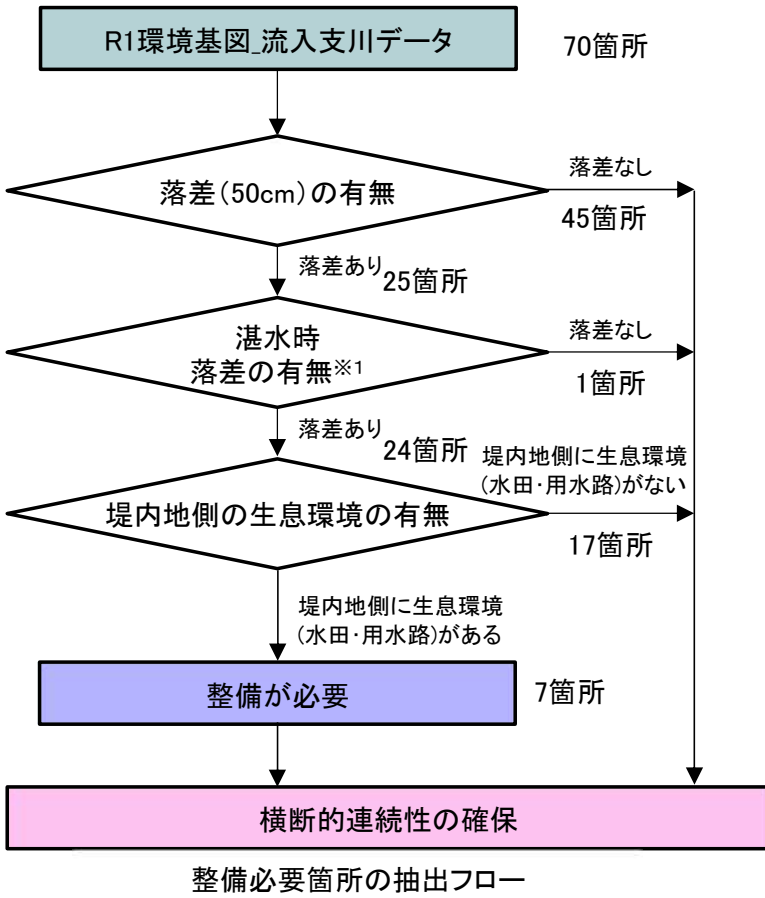 R1環境基図_流入支川データ
70箇所
落差(50cm)の有無
落差なし
45箇所
落差あり
25箇所
湛水時
落差の有無※1
落差なし
1箇所
落差あり
24箇所
堤内地側に生息環境
(水田・用水路)がない
堤内地側の生息環境の有無
17箇所
堤内地側に生息環境
(水田・用水路)がある
整備が必要
7箇所
横断的連続性の確保
整備必要箇所の抽出フロー